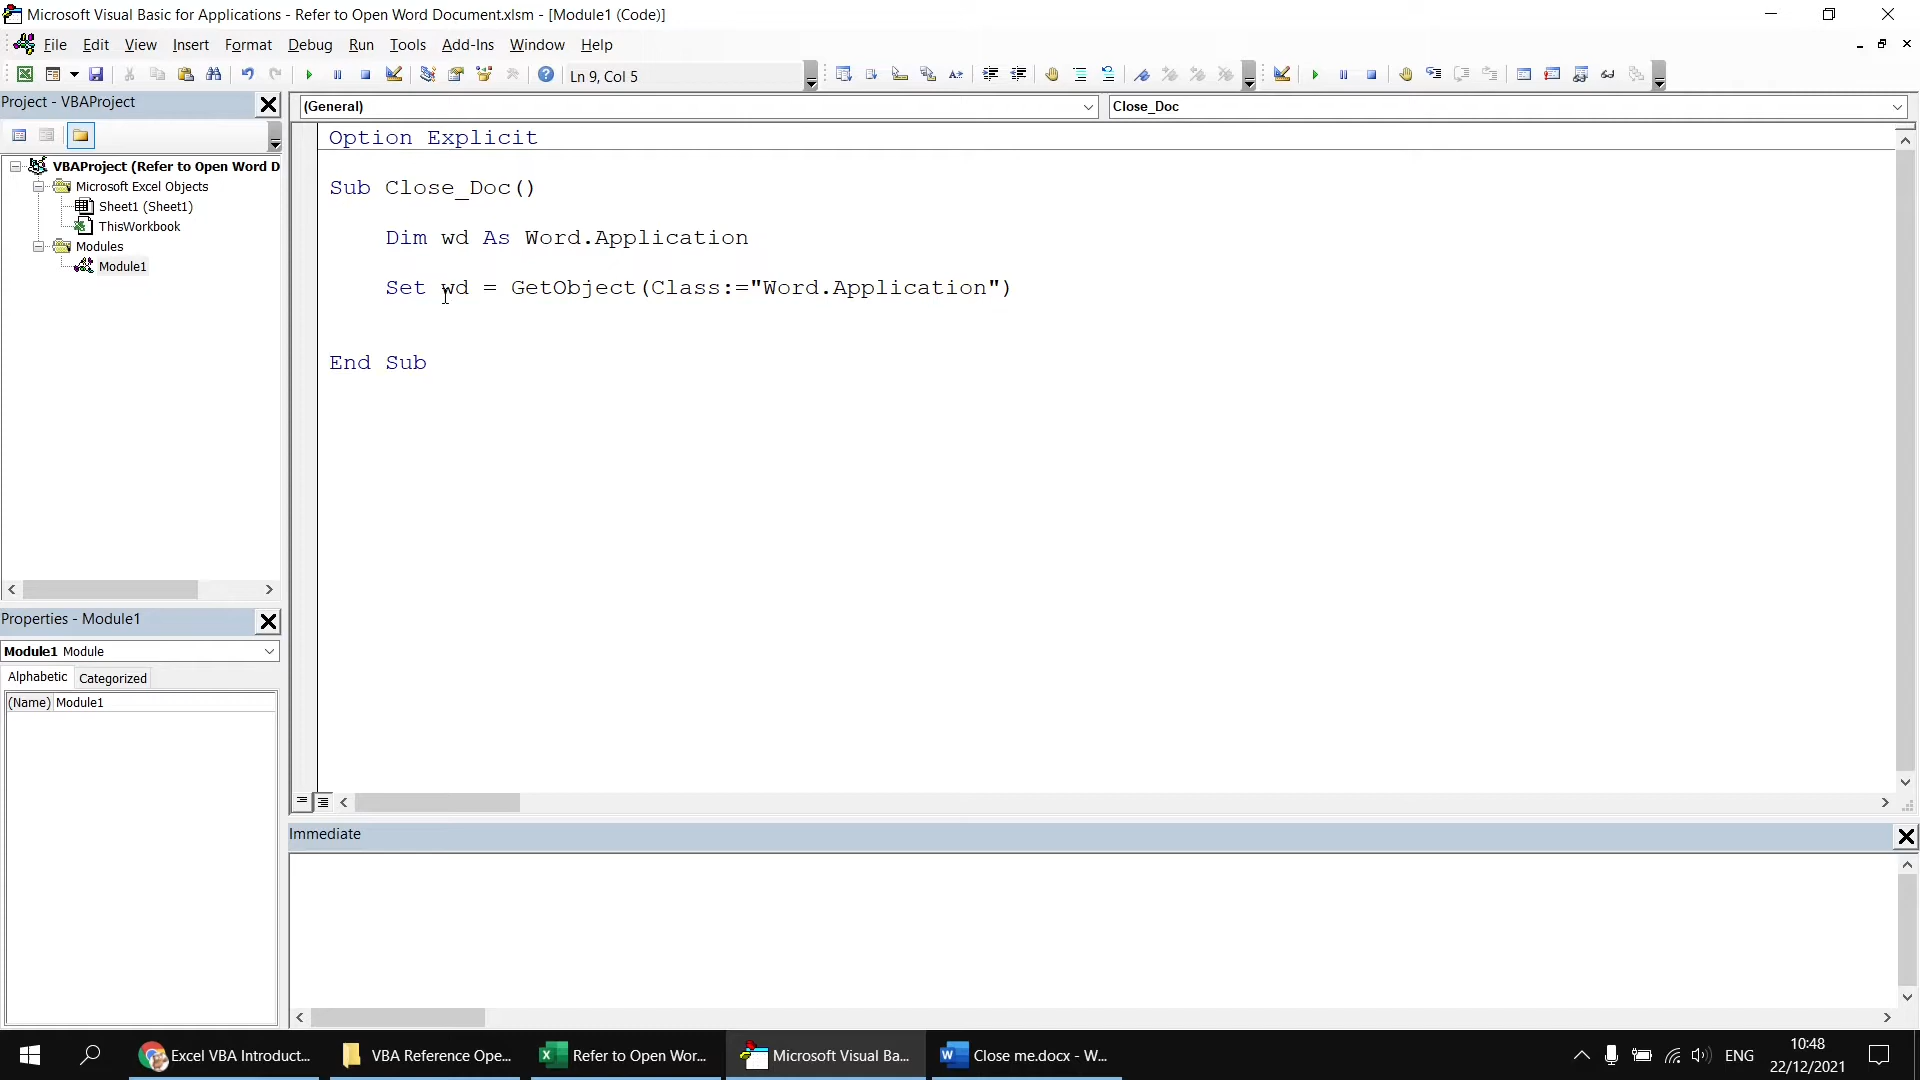 Microsoft Visual Basic for Applications - Refer to Open Word Document.xlsm - [Module1 (Code)]
File Edit View Insert Format Debug Run Tools Add-Ins Window Help
Ln 9, Col 5
Project - VBAProject
(General)
Close_Doc
VBAProject (Refer to Open Word D
Microsoft Excel Objects
Sheet1 (Sheet1)
ThisWorkbook
Modules
Module1
Option Explicit
Sub Close_Doc()
Dim wd As Word.Application
Set wd = GetObject(Class:="Word.Application")
End Sub
Properties - Module1
Module1 Module
Alphabetic Categorized
(Name) Module1
Immediate
Excel VBA Introduct...
VBA Reference Ope...
Refer to Open Wor...
Microsoft Visual Ba...
Close me.docx - W...
ENG
10:48
22/12/2021